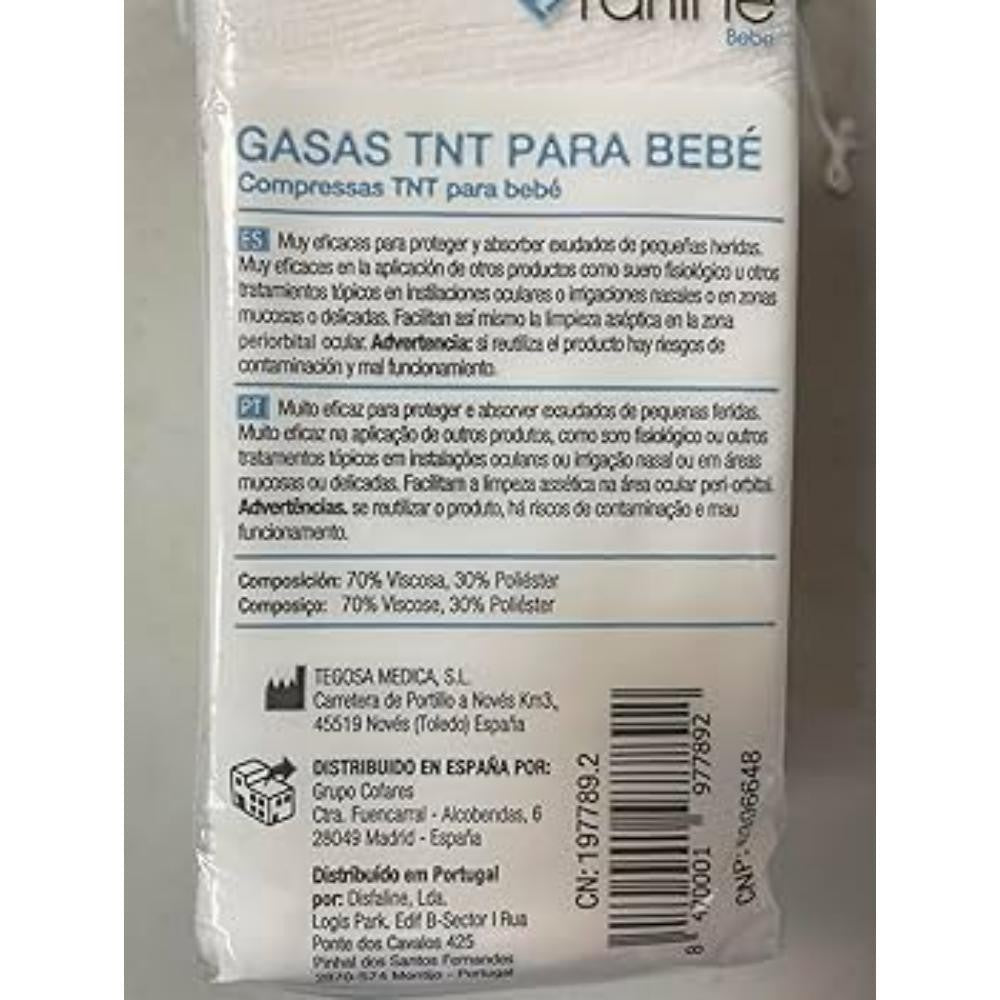 Bebe
GASAS TNT PARA BEBÉ
Compressas TNT para bebé
ES Muy eficaces para proteger y absorber exudados de pequeñas heridas.
Muy eficaces en la aplicación de otros productos como suero fisiológico u otros
tratamientos tópicos en instilaciones oculares o irrigaciones nasales o en zonas
mucosas o delicadas. Facilitan así mismo la limpieza aséptica en la zona
periorbital ocular. Advertencia: si reutiliza el producto hay riesgos de
contaminación y mal funcionamiento.
PT Muito eficaz para proteger e absorver exsudados de pequenas feridas.
Muito eficaz na aplicação de outros produtos, como soro fisiológico ou outros
tratamentos tópicos em instalações oculares ou irrigação nasal ou em áreas
mucosas ou delicadas. Facilitam a limpeza assética na área ocular peri-orbital.
Advertências. se reutilizar o produto, há riscos de contaminação e mau
funcionamento.
Composición: 70% Viscosa, 30% Poliéster
Composiço: 70% Viscose, 30% Poliéster
TEGOSA MEDICA, S.L.
Carretera de Portillo a Novés Km3,
45519 Novés (Toledo) España
DISTRIBUIDO EN ESPAÑA POR:
Grupo Cofares
Ctra. Fuencarral - Alcobendas, 6
28049 Madrid - España
Distribuído em Portugal
por: Disfaline, Lda.
Logis Park, Edif B-Sector I Rua
Ponte dos Cavalos 425
Pinhal dos Santos Fernandes
2870-574 Montijo - Portugal
CN: 197789.2
8 470001 977892